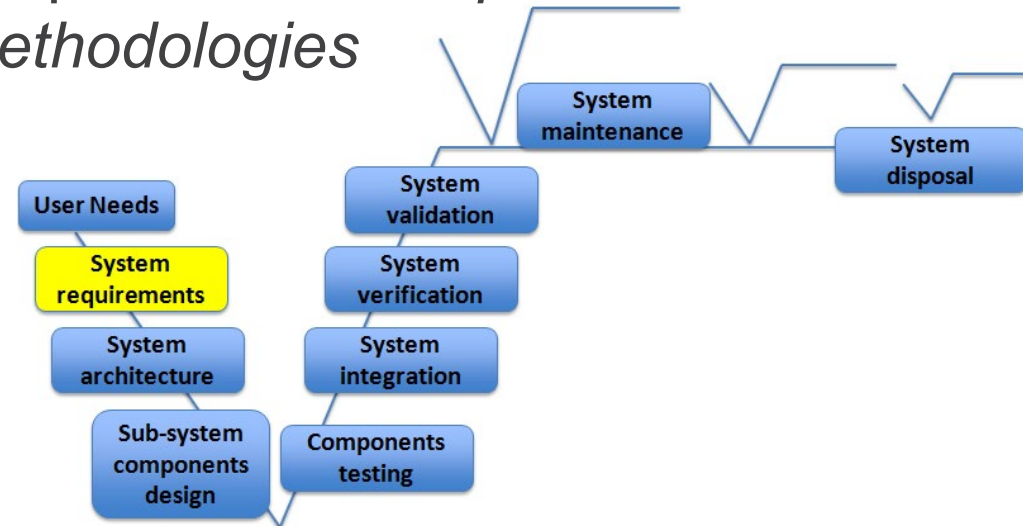 ethodologies
System
maintenance
System
disposal
System
validation
User Needs
System
verification
System
requirements
System
integration
System
architecture
Components
testing
Sub-system
components
design